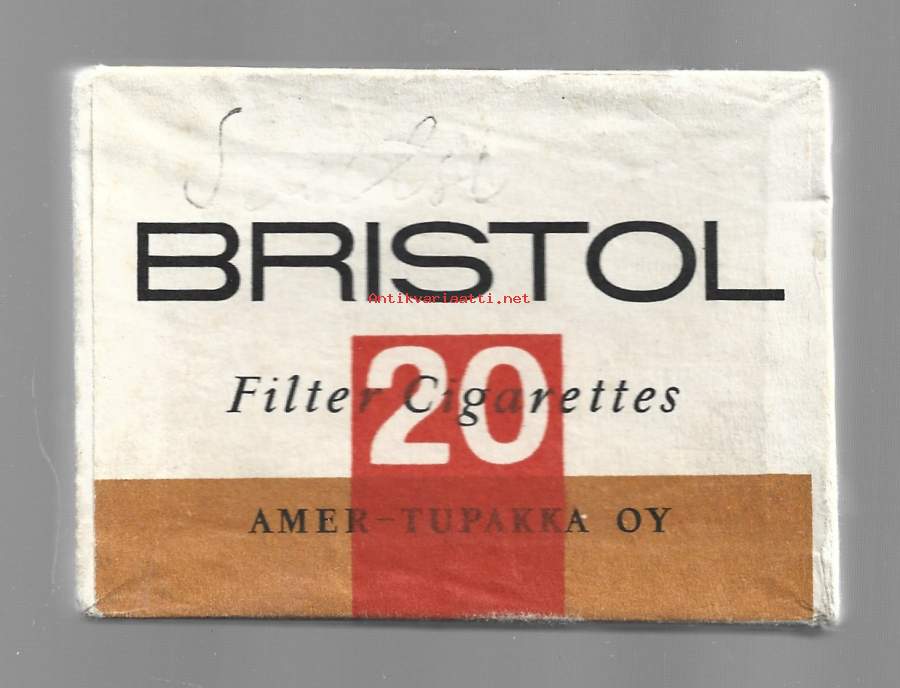 BRISTOL
Antikvariaatti.net
20
Filter Cigarettes
AMER-TUPAKKA OY